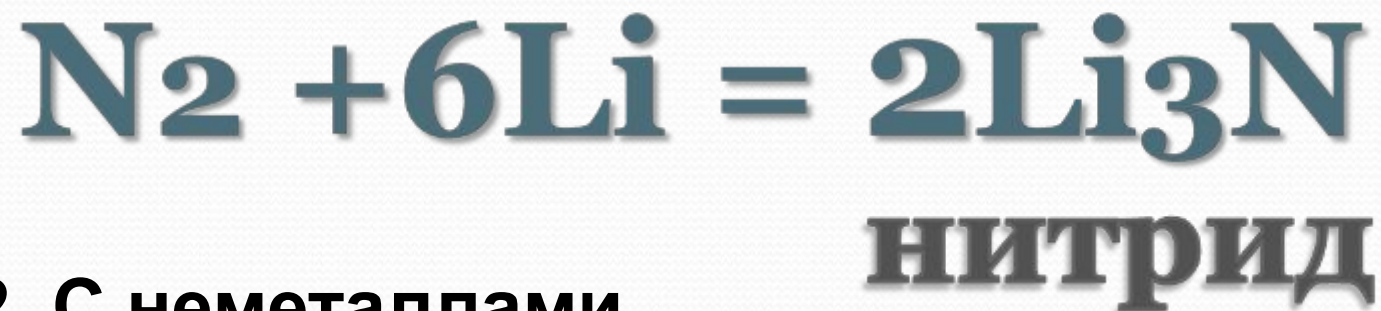 N2 +6Li = 2Li3N
нитрид
2. С неметаллами